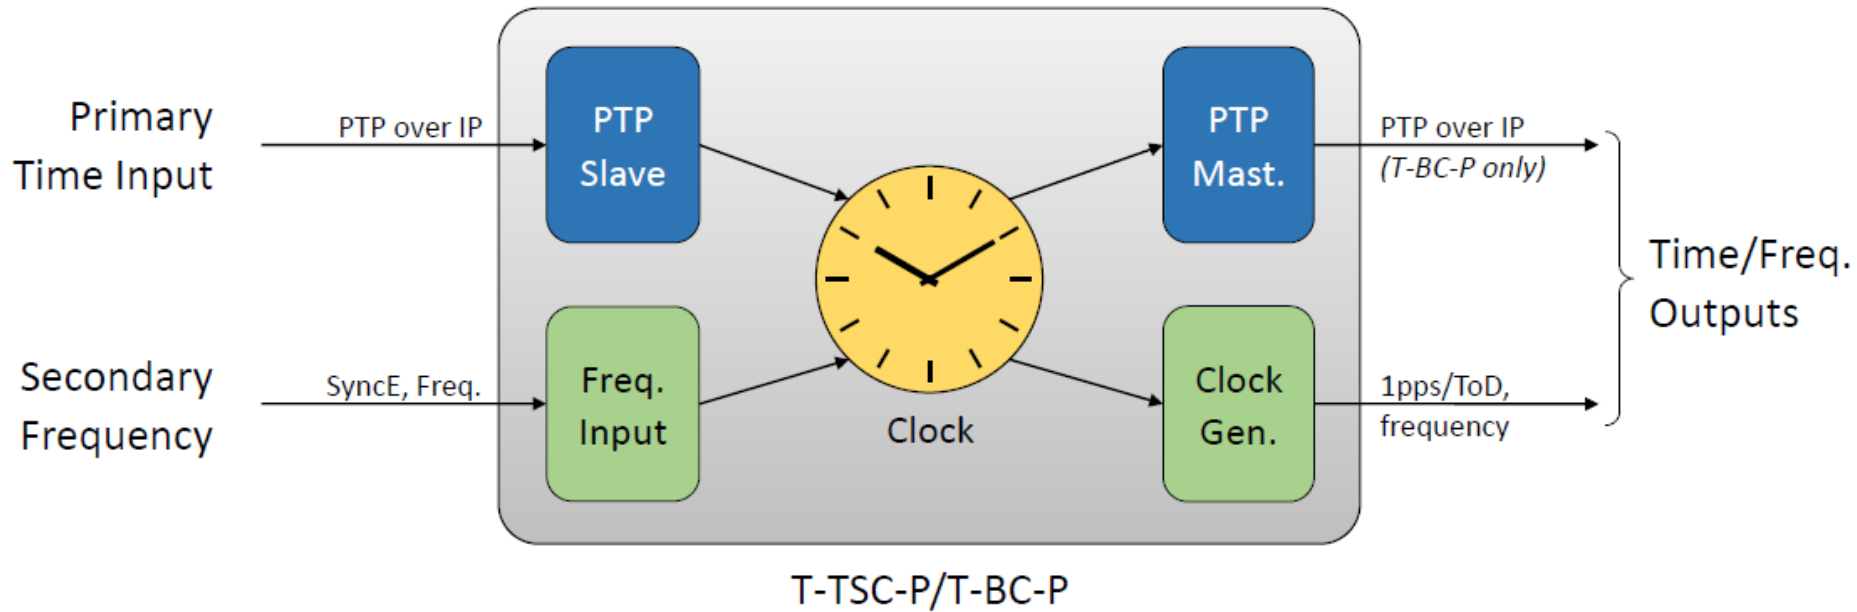 Primary
Time Input
PTP over IP
PTP
Slave
PTP
Mast.
PTP over IP
(T-BC-P only)
Time/Freq.
Outputs
Secondary
Frequency
SyncE, Freq.
Freq.
Input
Clock
Clock
Gen.
1pps/ToD,
frequency
T-TSC-P/T-BC-P